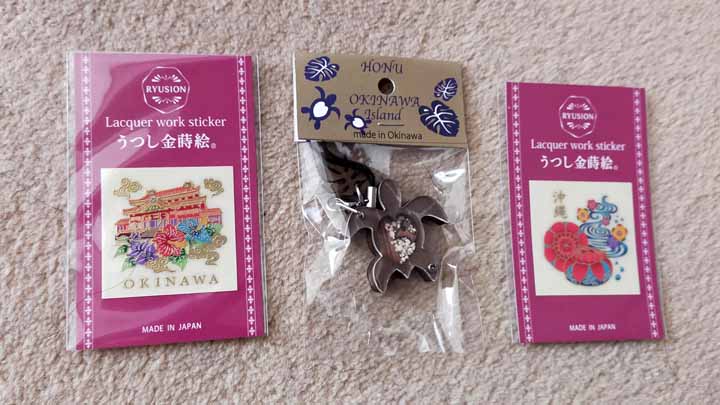 RYUSION
Lacquer work sticker
うつし金蒔絵®
OKINAWA
MADE IN JAPAN
HONU
OKINAWA
Island
made in Okinawa
RYUSION
Lacquer work sticker
うつし金蒔絵®
沖縄
MADE IN JAPAN